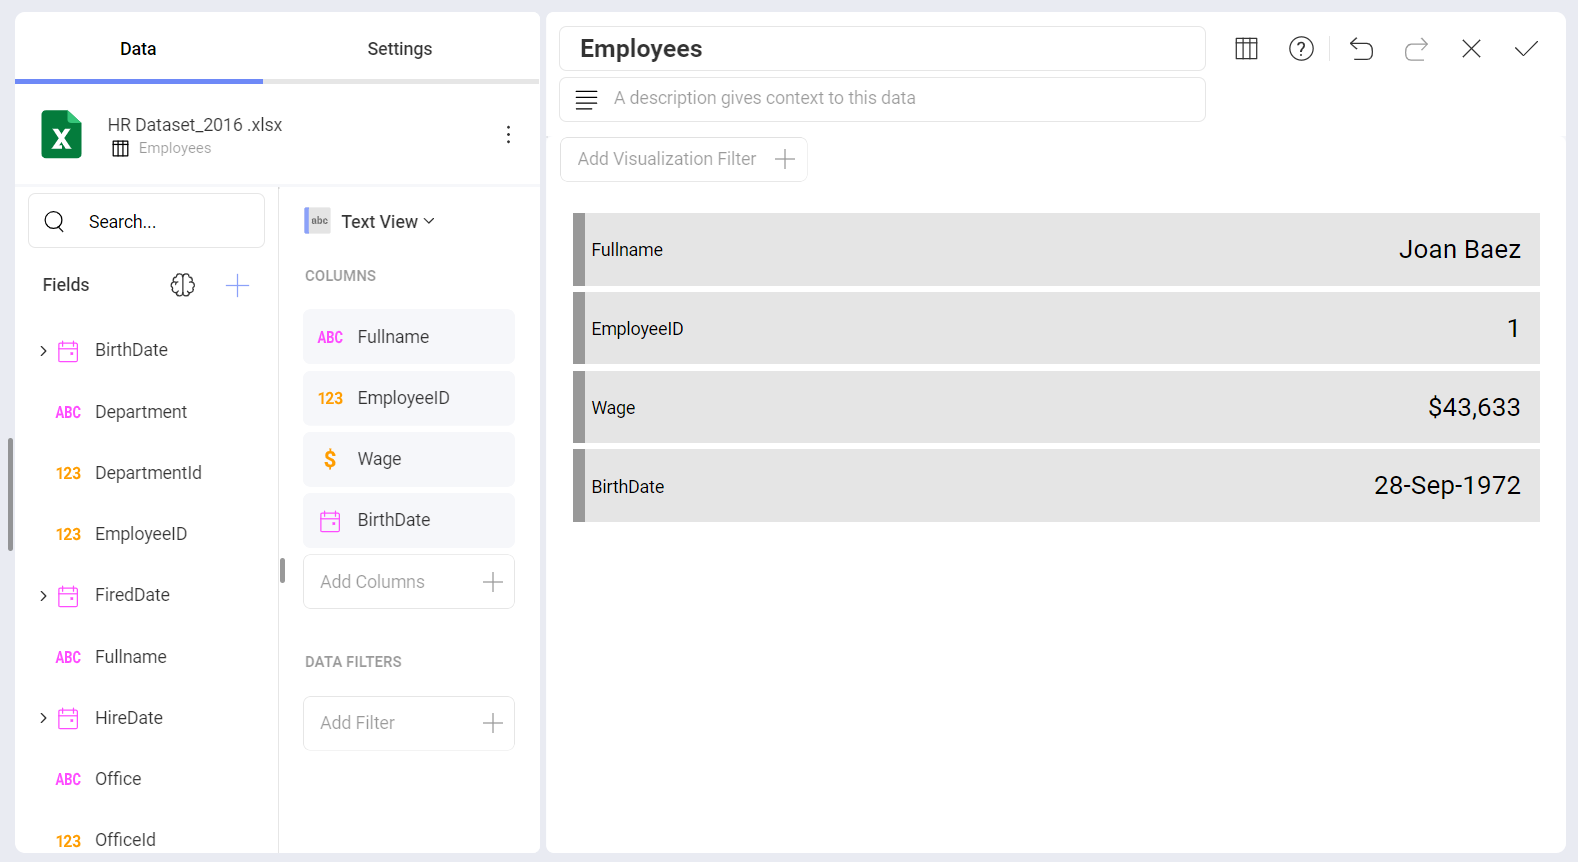 Data
Settings
HR Dataset_2016 .xlsx
Employees
Search...
Fields
BirthDate
ABC Department
123 DepartmentId
123 EmployeeID
FiredDate
ABC Fullname
HireDate
ABC Office
123 OfficeId
abc Text View
COLUMNS
ABC Fullname
123 EmployeeID
$ Wage
BirthDate
Add Columns
DATA FILTERS
Add Filter
Employees
A description gives context to this data
Add Visualization Filter
Fullname Joan Baez
EmployeeID 1
Wage $43,633
BirthDate 28-Sep-1972